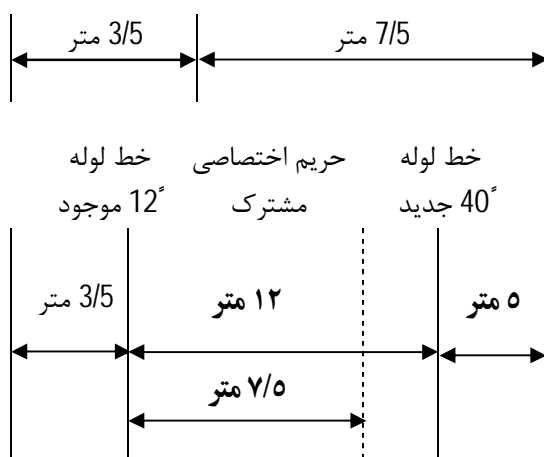 7/5 متر 3/5 متر
خط لوله حریم اختصاصی خط لوله
40ً جدید مشترک 12ً موجود
۵ متر ۱۲ متر 3/5 متر
۷/۵ متر